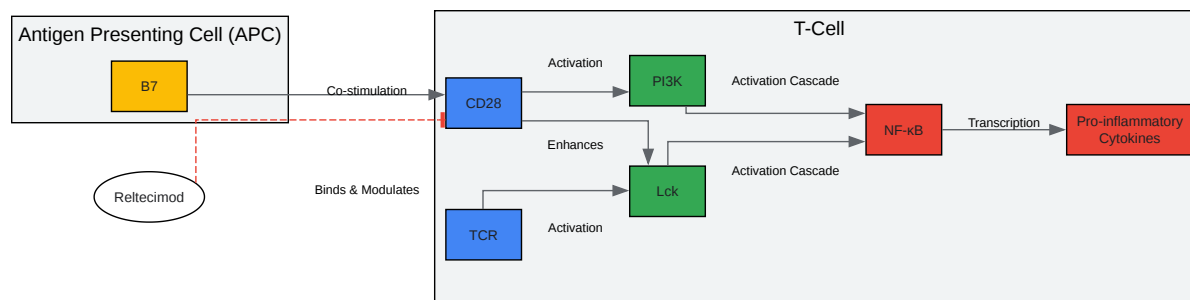 Antigen Presenting Cell (APC)
T-Cell
B7
Co-stimulation
CD28
Activation
PI3K
Activation Cascade
NF-κB
Transcription
Pro-inflammatory
Cytokines
Enhances
Activation Cascade
Reltecimod
Binds & Modulates
Lck
TCR
Activation